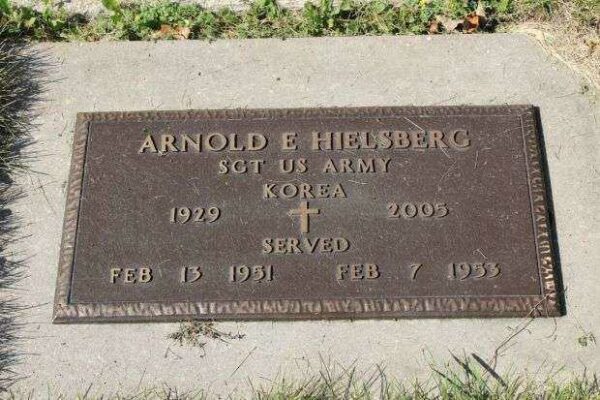 ARNOLD E HIELSBERG
SGT US ARMY
KOREA
1929 2005
SERVED
FEB 13 1951 FEB 7 1953